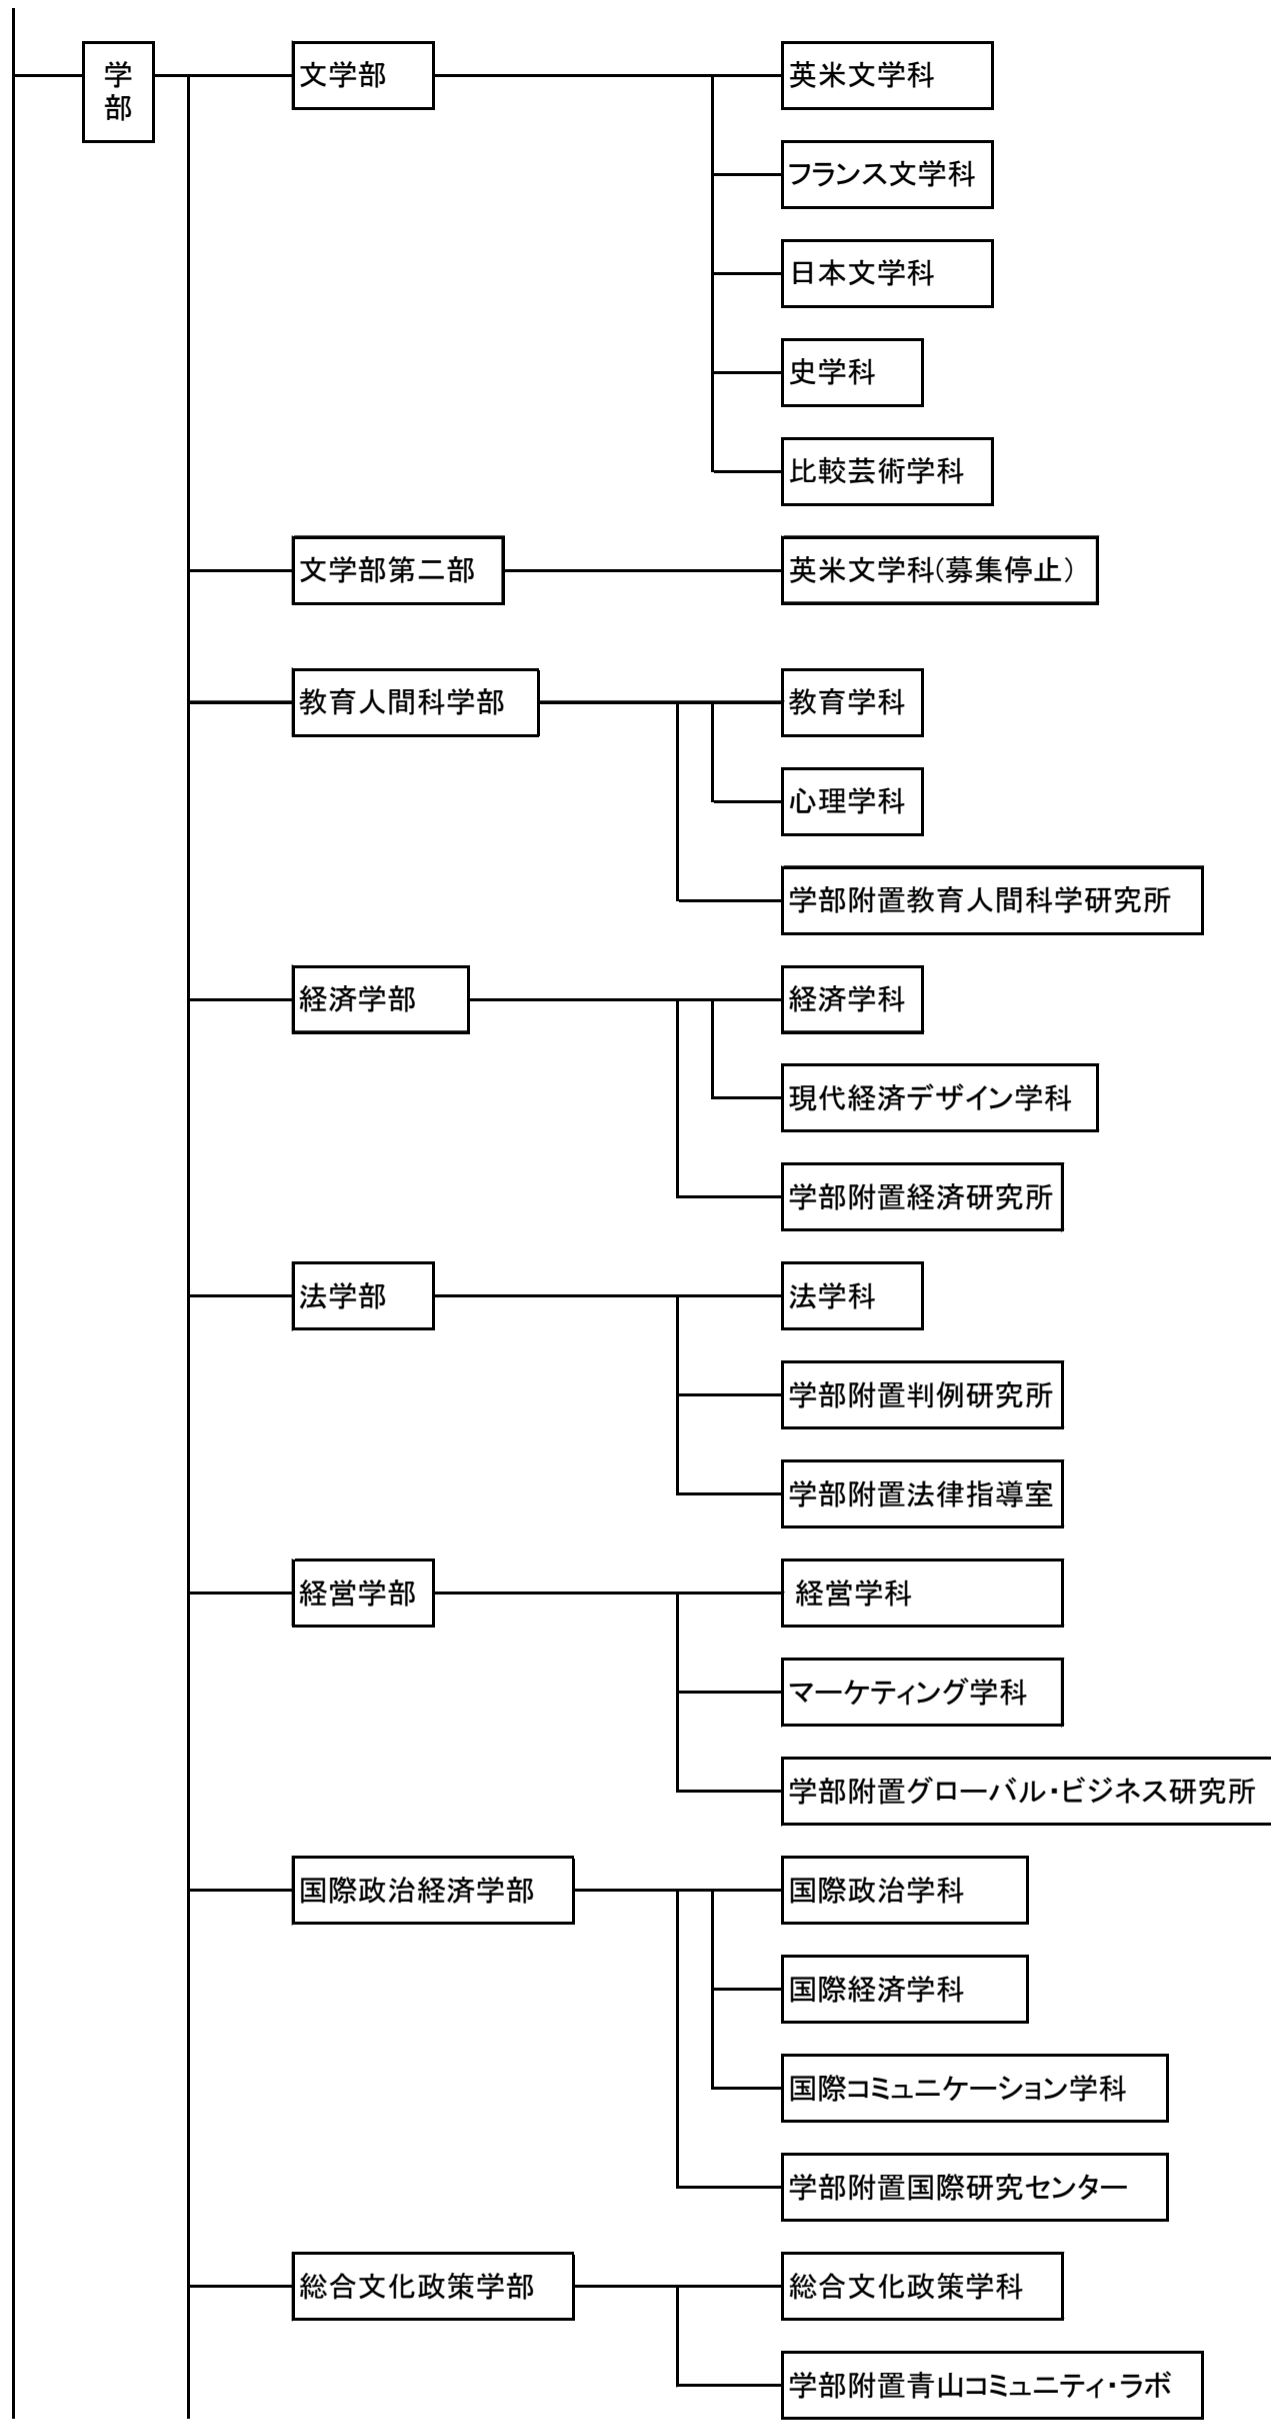 学
部
文学部
英米文学科
フランス文学科
日本文学科
史学科
比較芸術学科
文学部第二部
英米文学科(募集停止)
教育人間科学部
教育学科
心理学科
学部附置教育人間科学研究所
経済学部
経済学科
現代経済デザイン学科
学部附置経済研究所
法学部
法学科
学部附置判例研究所
学部附置法律指導室
経営学部
経営学科
マーケティング学科
学部附置グローバル・ビジネス研究所
国際政治経済学部
国際政治学科
国際経済学科
国際コミュニケーション学科
学部附置国際研究センター
総合文化政策学部
総合文化政策学科
学部附置青山コミュニティ・ラボ